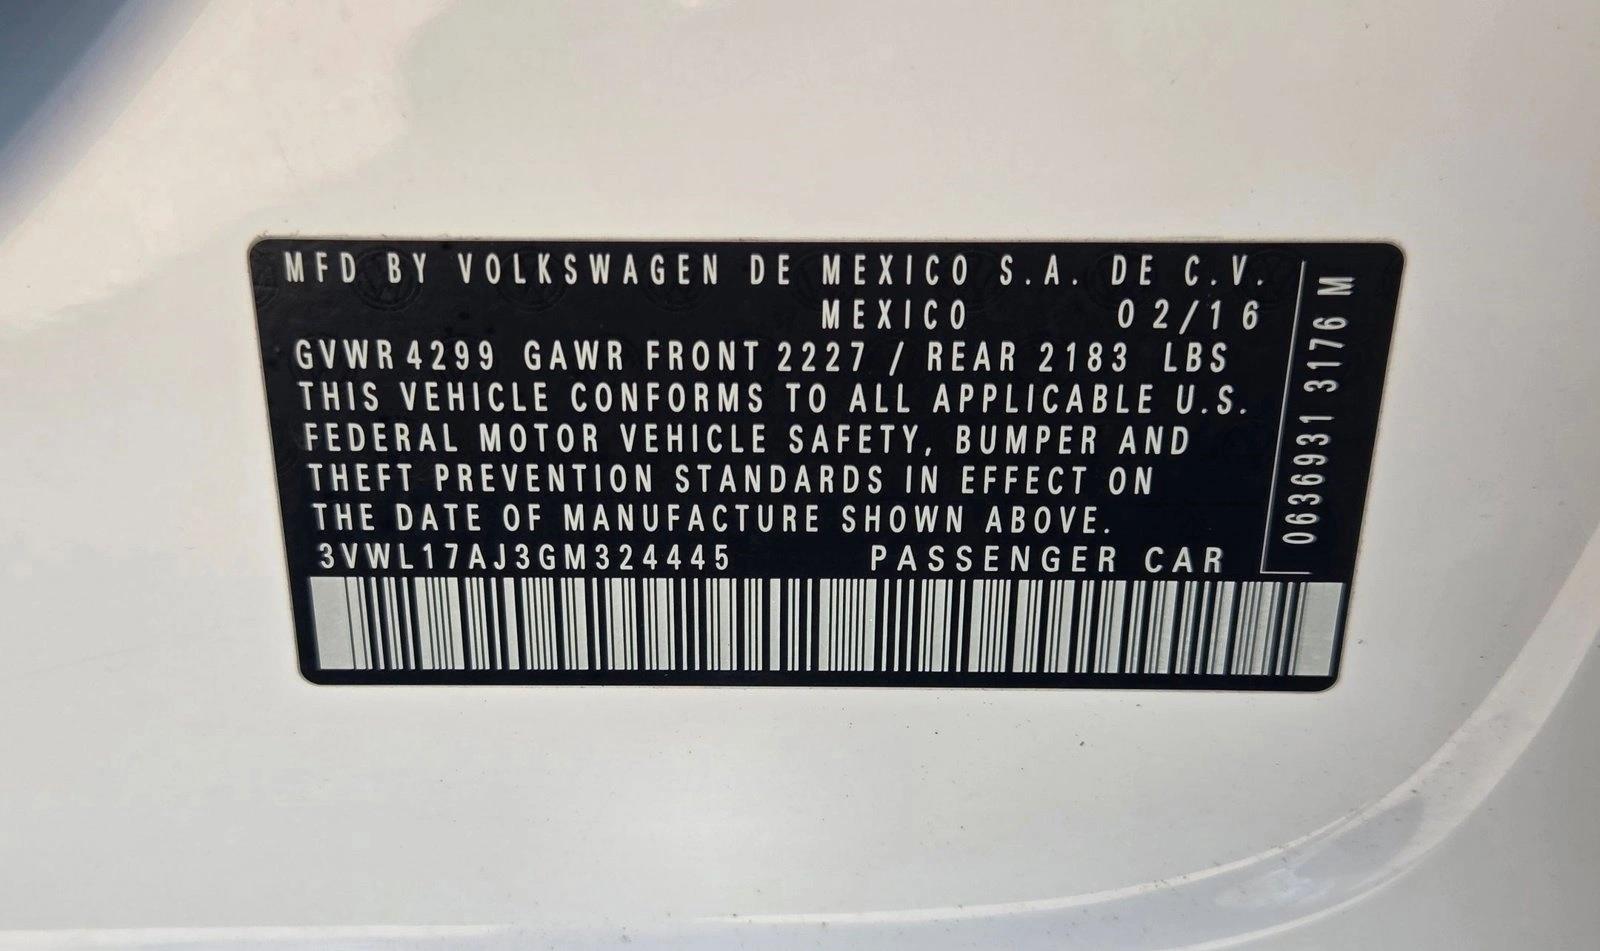 MFD BY VOLKSWAGEN DE MEXICO S.A. DE C.V.
MEXICO 02/16
GVWR 4299 GAWR FRONT 2227 / REAR 2183 LBS
THIS VEHICLE CONFORMS TO ALL APPLICABLE U.S.
FEDERAL MOTOR VEHICLE SAFETY, BUMPER AND
THEFT PREVENTION STANDARDS IN EFFECT ON
THE DATE OF MANUFACTURE SHOWN ABOVE.
3VWL17AJ3GM324445 PASSENGER CAR
0636931 3176 M